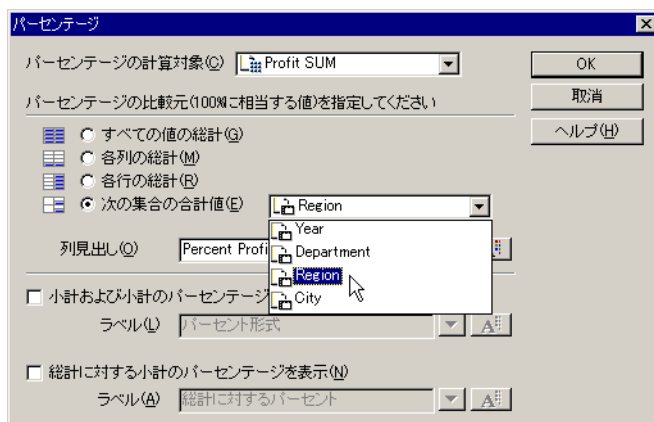 パーセンテージ
パーセンテージの計算対象(C) Profit SUM
OK
パーセンテージの比較元(100%に相当する値)を指定してください
取消
すべての値の総計(G)
ヘルプ(H)
各列の総計(M)
各行の総計(R)
次の集合の合計値(E) Region
Year
列見出し(O) Percent Profi
Department
Region
小計および小計のパーセンテージ
City
ラベル(L) パーセント形式
総計に対する小計のパーセンテージを表示(N)
ラベル(A) 総計に対するパーセント